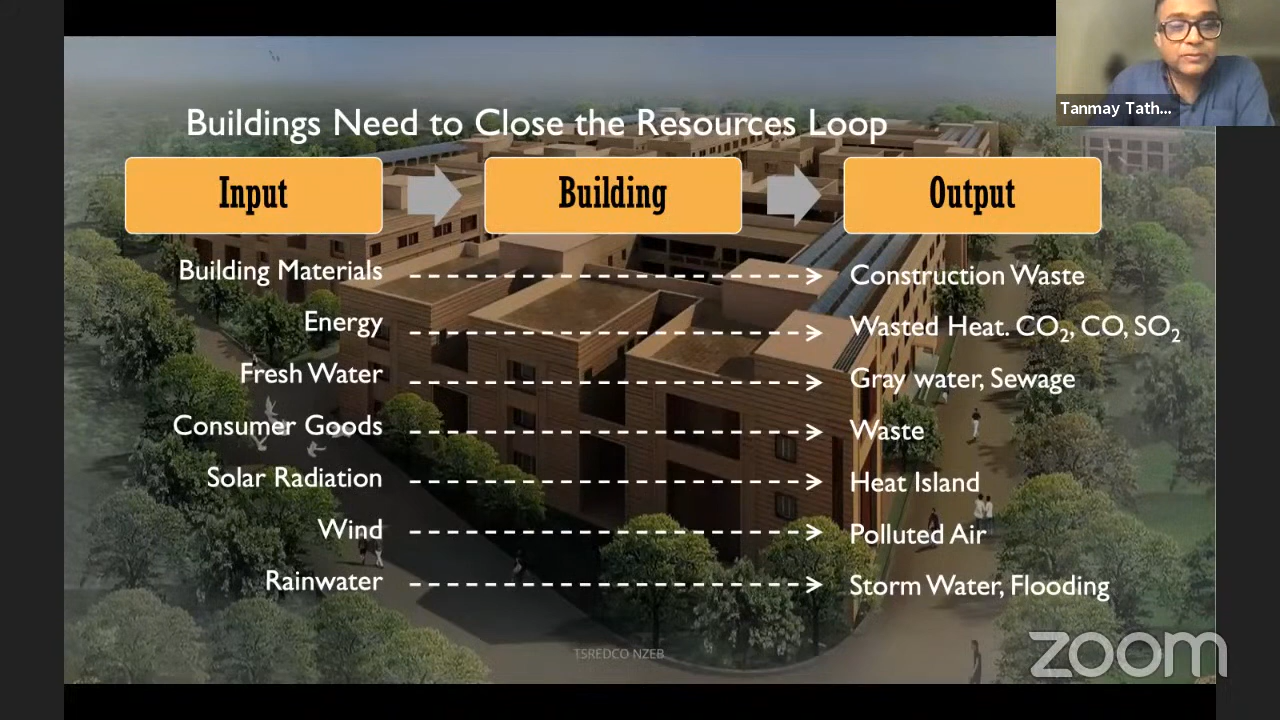 Tanmay Tath...
Buildings Need to Close the Resources Loop
Input
Building
Output
Building Materials
Construction Waste
Energy
Wasted Heat. CO₂, CO, SO₂
Fresh Water
Gray water, Sewage
Consumer Goods
Waste
Solar Radiation
Heat Island
Wind
Polluted Air
Rainwater
Storm Water, Flooding
TSREDCO NZEB
zoom